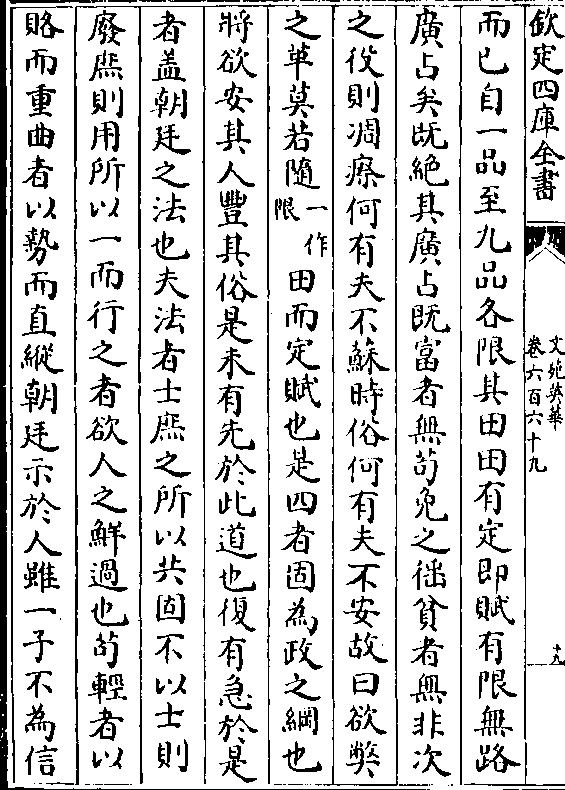 欽定四庫全書
文苑英華
卷六百六十九
十九
而已自一品至九品各限其田田有定即賦有限無路
廣占矣既絕其廣占既富者無茍免之徭貧者無非次
之役則凋瘵何有夫不蘇時俗何有夫不安故曰欲弊
之革莫若隨一作限田而定賦也是四者固為政之綱也
將欲安其人豐其俗是未有先於此道也復有急於是
者盖朝廷之法也夫法者士庶之所以共固不以士則
廢庶則用所以一而行之者欲人之鮮過也茍輕者以
賂而重曲者以勢而直縱朝廷示於人雖一子不為信